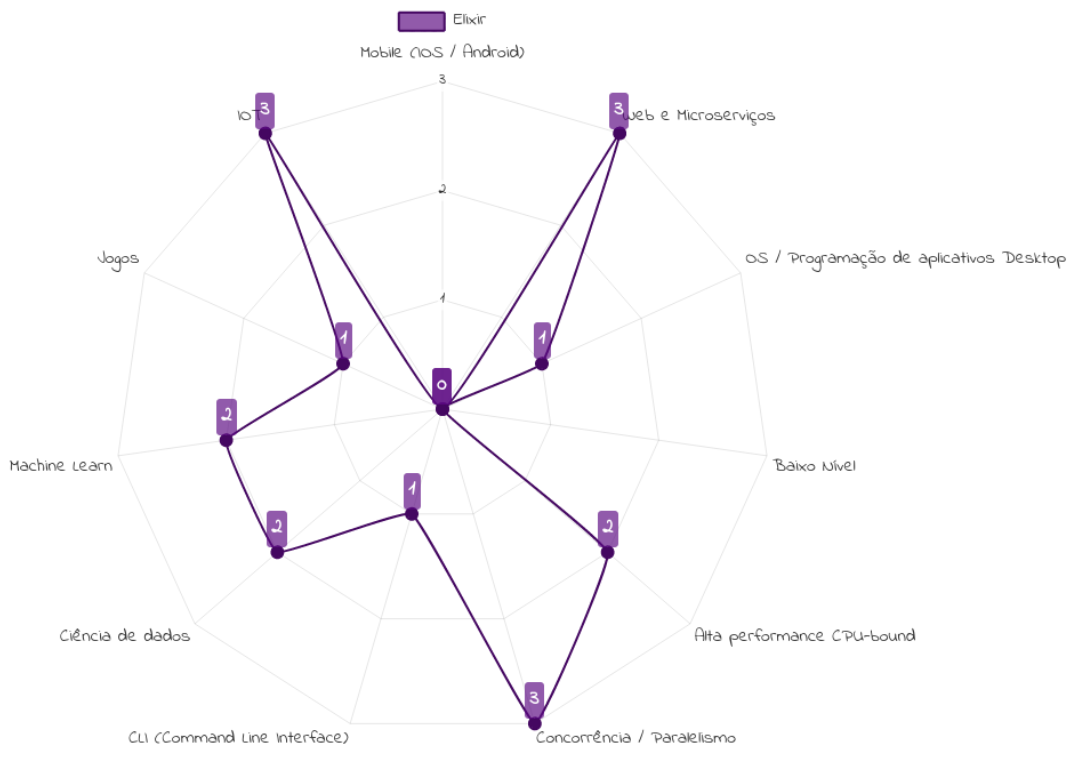 Elixir
Mobile (IOS / Android)
3
3
IOT
3
Web e Microserviços
2
Jogos
OS / Programação de aplicativos Desktop
1
1
1
0
2
Machine Learn
Baixo Nível
1
2
2
Ciência de dados
Alta performance CPU-bound
3
CLI (Command Line Interface)
Concorrência / Paralelismo